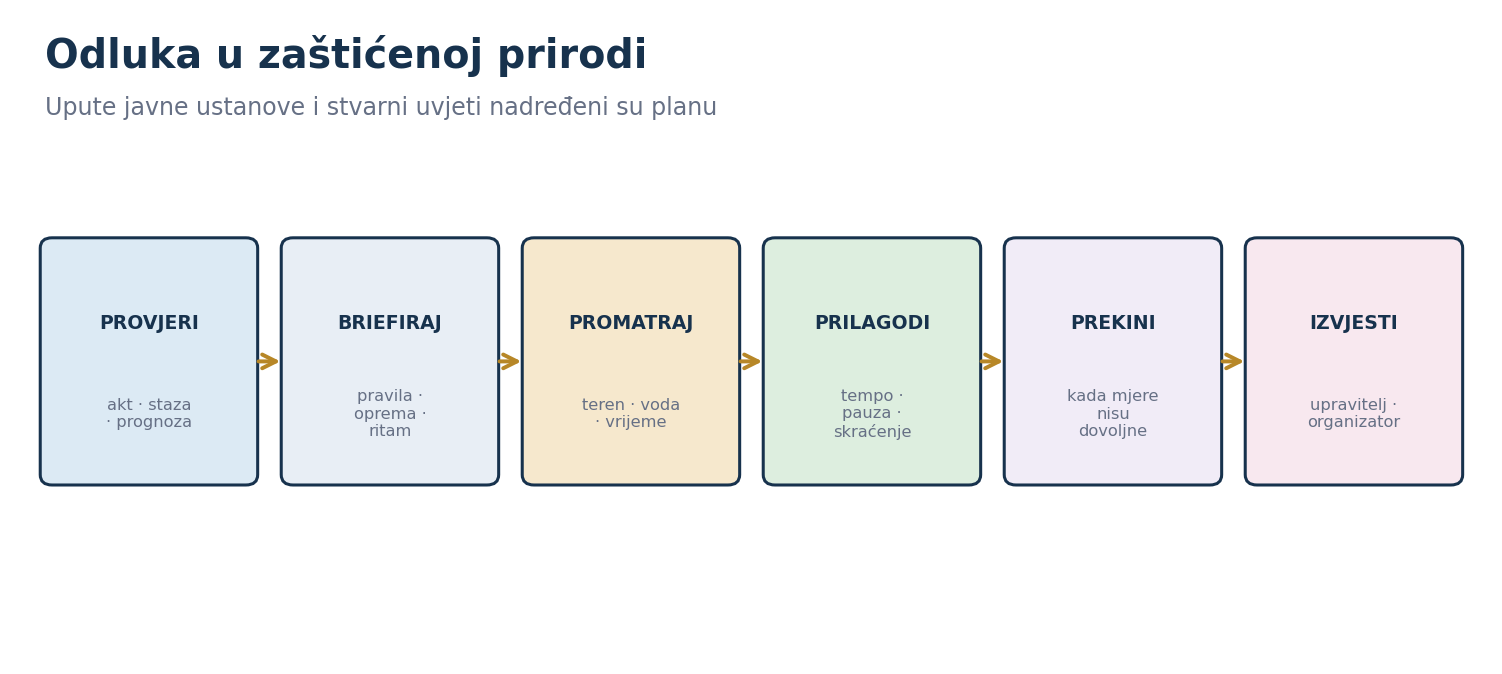 Odluka u zaštićenoj prirodi
Upute javne ustanove i stvarni uvjeti nadređeni su planu
PROVJERI
akt · staza
· prognoza
BRIEFIRAJ
pravila ·
oprema ·
ritam
PROMATRAJ
teren · voda
· vrijeme
PRILAGODI
tempo ·
pauza ·
skraćenje
PREKINI
kada mjere
nisu
dovoljne
IZVJESTI
upravitelj ·
organizator